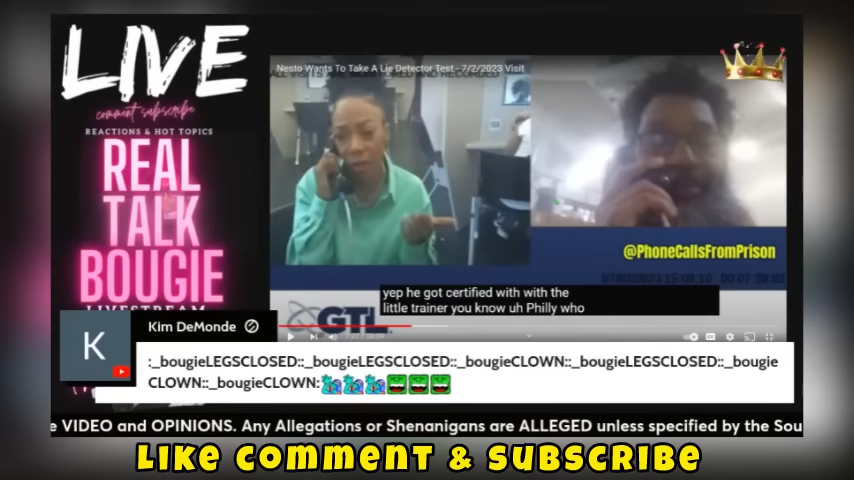 LIVE
comment subscribe
REACTIONS & HOT TOPICS
REAL
TALK
BOUGIE
LIVESTREAM
Nesto Wants To Take A Lie Detector Test - 7/2/2023 Visit
@PhoneCallsFromPrison
yep he got certified with with the
little trainer you know uh Philly who
GTL
K
Kim DeMonde
:_bougieLEGSCLOSED::_bougieLEGSCLOSED::_bougieCLOWN::_bougieLEGSCLOSED::_bougie
CLOWN::_bougieCLOWN:
e VIDEO and OPINIONS. Any Allegations or Shenanigans are ALLEGED unless specified by the Sou
LIKE COMMENT & SUBSCRIBE